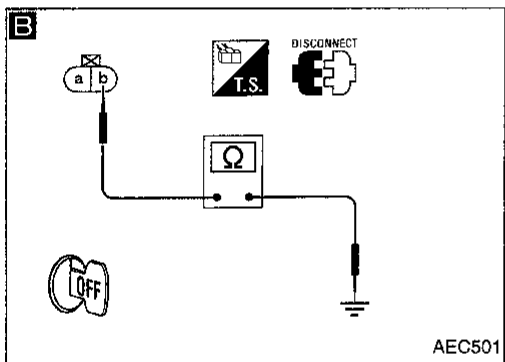 B
DISCONNECT
a b
T.S.
Ω
OFF
AEC501